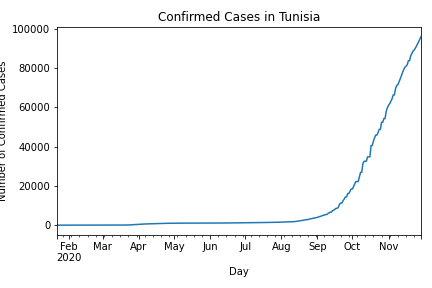 Confirmed Cases in Tunisia
Number of Confirmed Cases
100000
80000
60000
40000
20000
0
Feb Mar Apr May Jun Jul Aug Sep Oct Nov
2020
Day